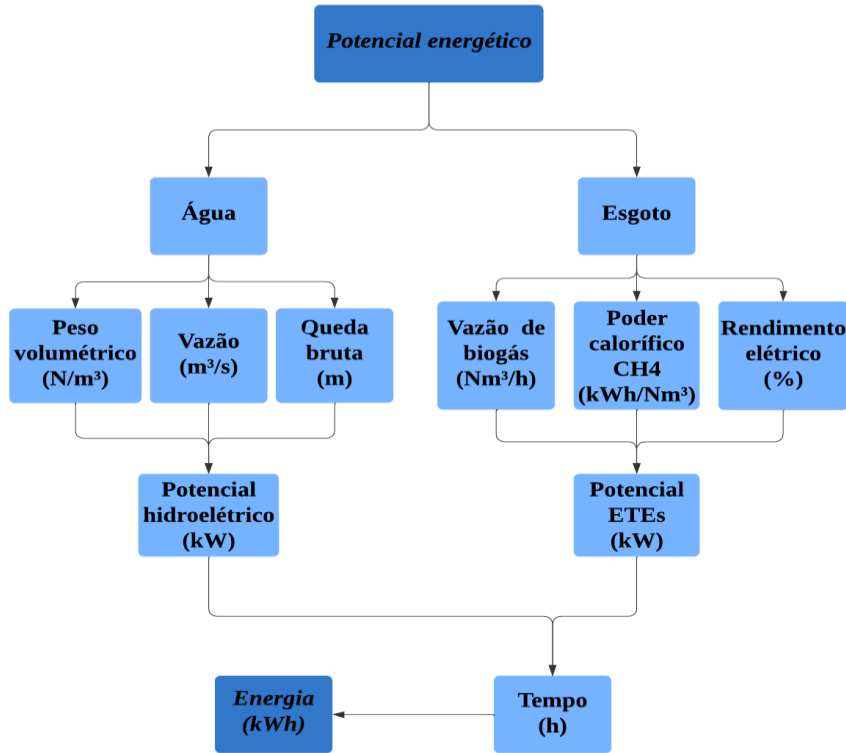 Potencial energético
Água
Esgoto
Peso
volumétrico
(N/m³)
Vazão
(m³/s)
Queda
bruta
(m)
Vazão de
biogás
(Nm³/h)
Poder
calorífico
CH4
(kWh/Nm³)
Rendimento
elétrico
(%)
Potencial
hidroelétrico
(kW)
Potencial
ETEs
(kW)
Energia
(kWh)
Tempo
(h)